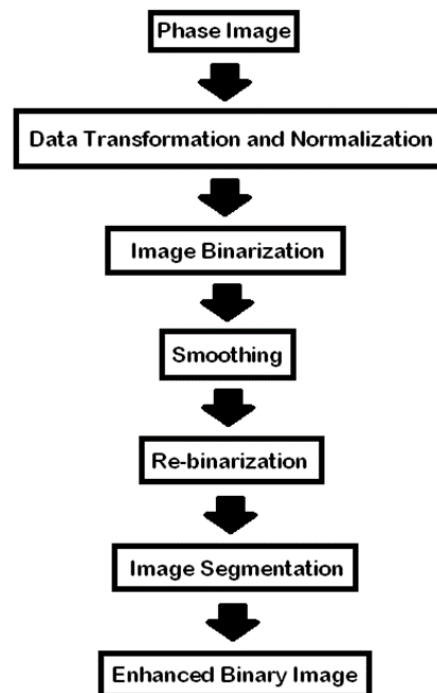 Phase Image
Data Transformation and Normalization
Image Binarization
Smoothing
Re-binarization
Image Segmentation
Enhanced Binary Image